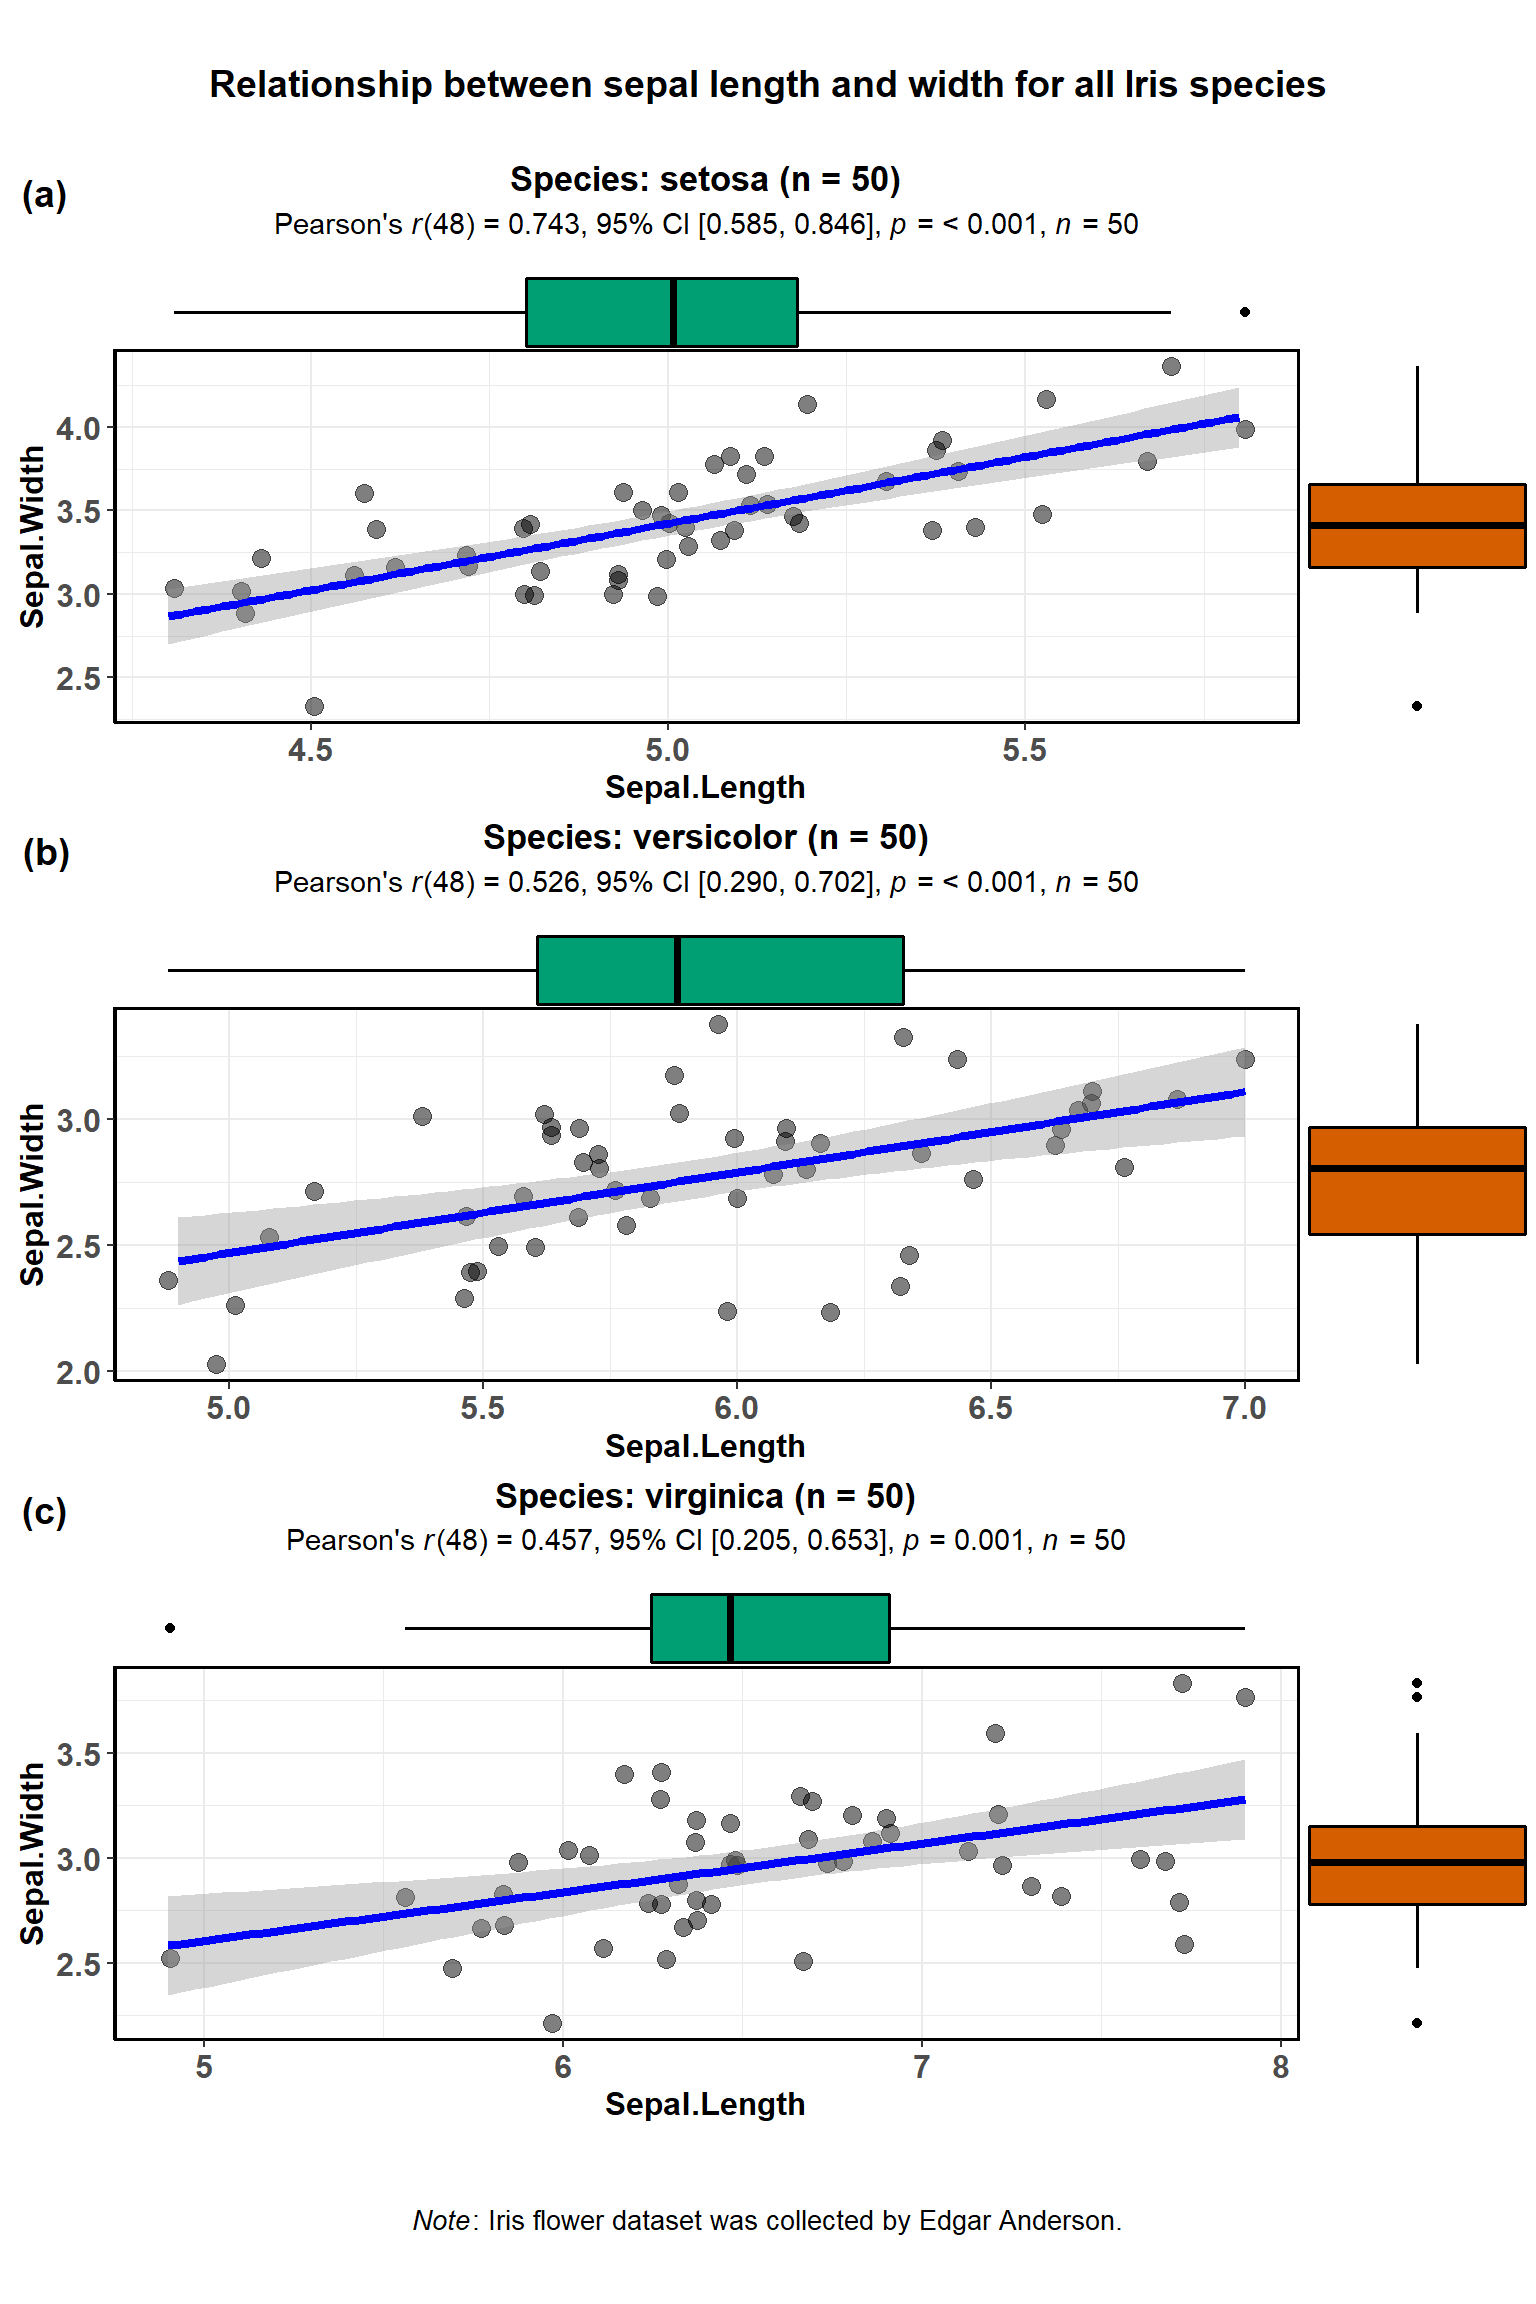 Relationship between sepal length and width for all Iris species
(a)
Species: setosa (n = 50)
Pearson's r(48) = 0.743, 95% CI [0.585, 0.846], p = < 0.001, n = 50
Sepal.Width
4.0
3.5
3.0
2.5
4.5 5.0 5.5
Sepal.Length
(b)
Species: versicolor (n = 50)
Pearson's r(48) = 0.526, 95% CI [0.290, 0.702], p = < 0.001, n = 50
Sepal.Width
3.0
2.5
2.0
5.0 5.5 6.0 6.5 7.0
Sepal.Length
(c)
Species: virginica (n = 50)
Pearson's r(48) = 0.457, 95% CI [0.205, 0.653], p = 0.001, n = 50
Sepal.Width
3.5
3.0
2.5
5 6 7 8
Sepal.Length
Note: Iris flower dataset was collected by Edgar Anderson.